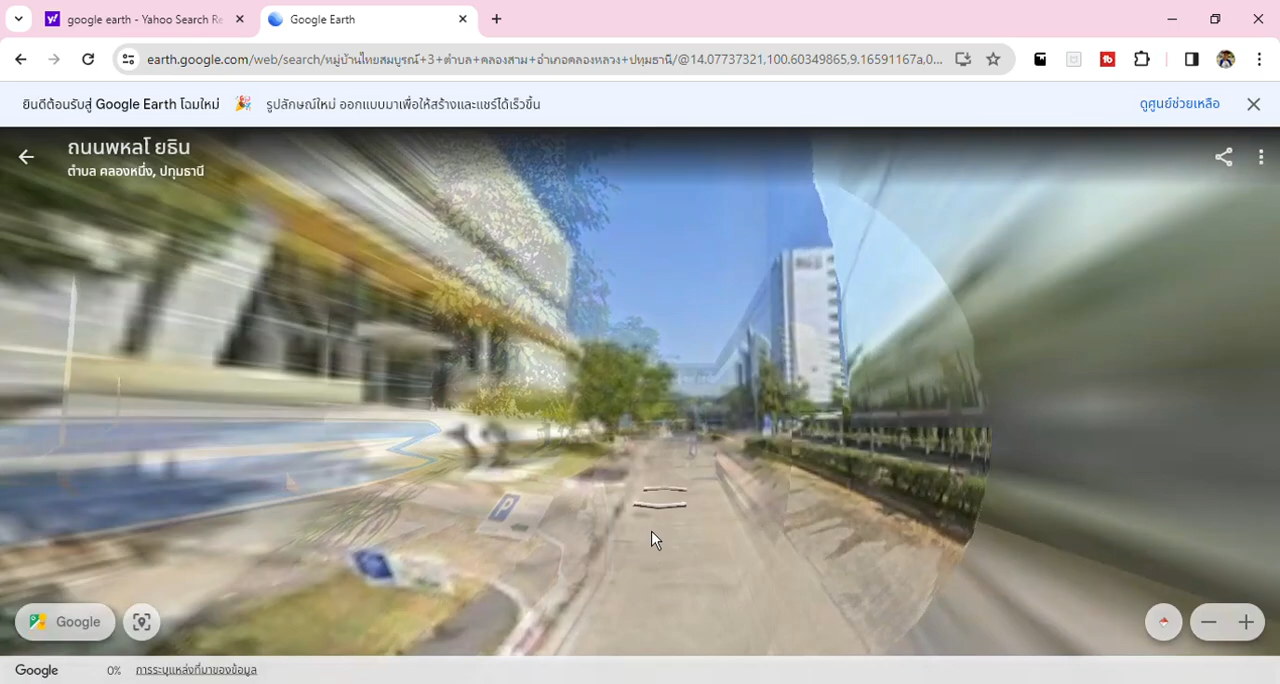 google earth - Yahoo Search Re
Google Earth
earth.google.com/web/search/หมู่บ้านไทยสมบูรณ์+3+ตำบล+คลองสาม+อำเภอคลองหลวง+ปทุมธานี/@14.07737321,100.60349865,9.16591167a,0...
ยินดีต้อนรับสู่ Google Earth โฉมใหม่ 🎉 รูปลักษณ์ใหม่ ออกแบบมาเพื่อให้สร้างและแชร์ได้เร็วขึ้น
ดูศูนย์ช่วยเหลือ
ถนนพหลโยธิน
ตำบล คลองหนึ่ง, ปทุมธานี
P
Google
Google
0%
การระบุแหล่งที่มาของข้อมูล